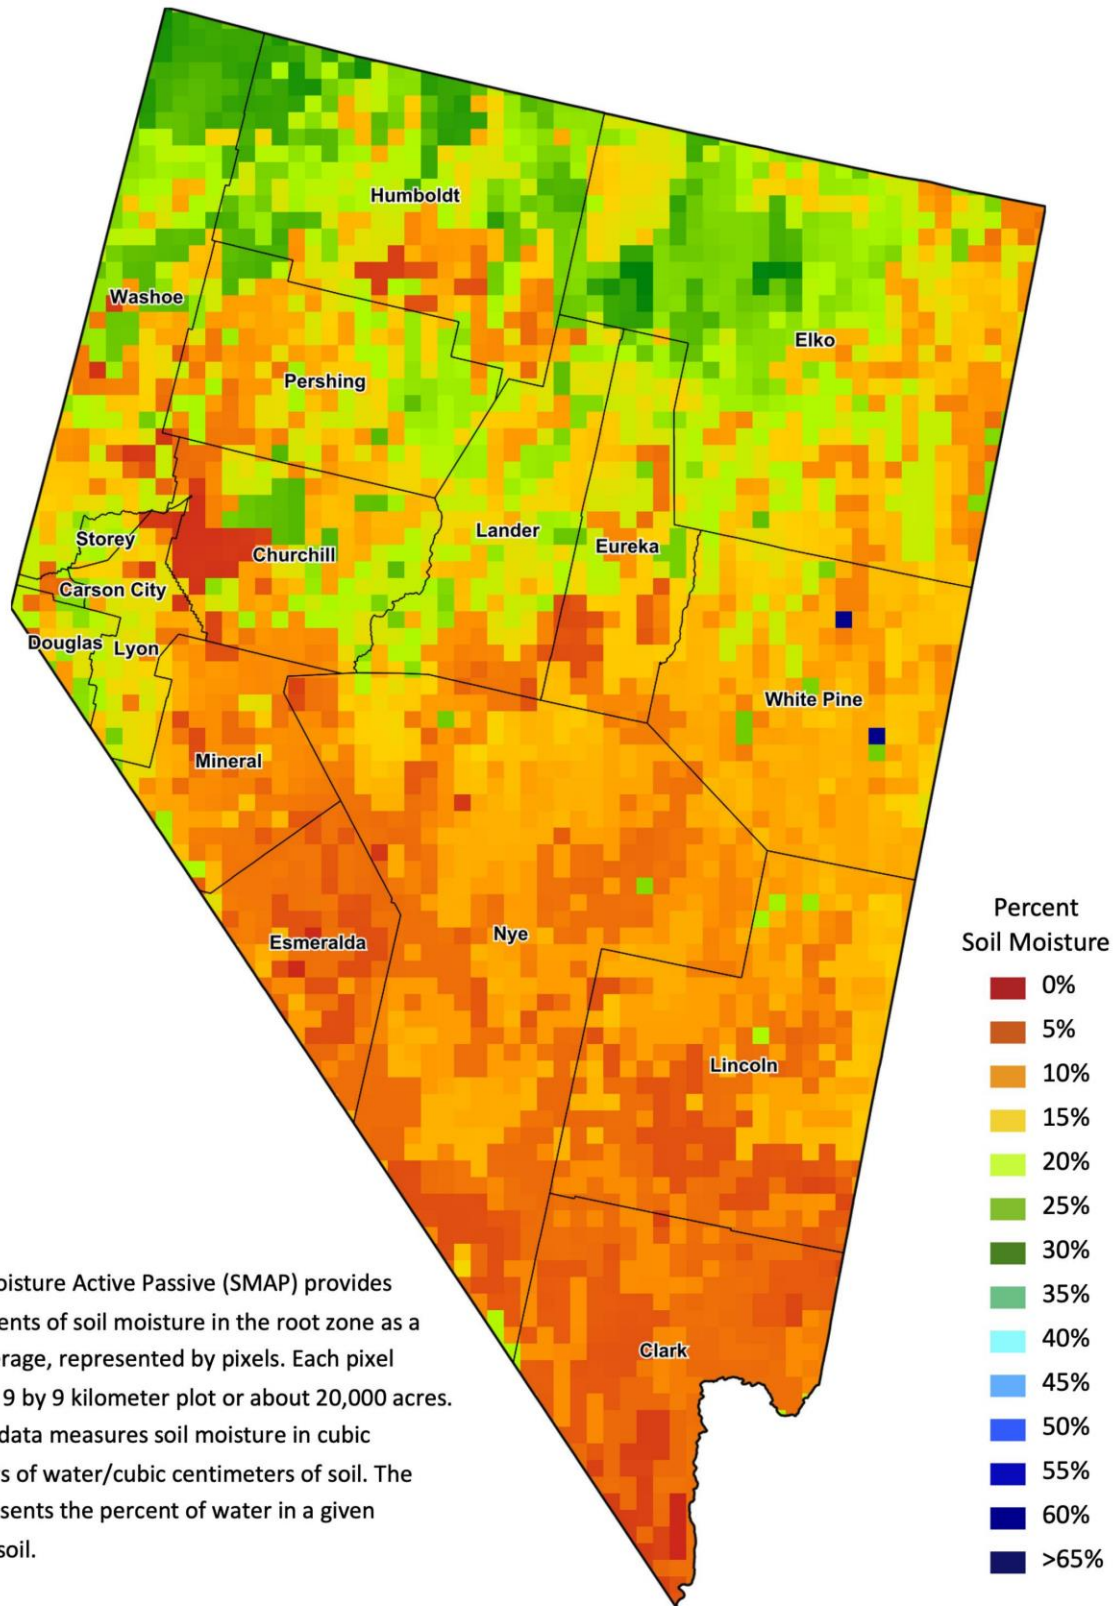 Humboldt
Washoe
Elko
Pershing
Storey
Lander
Eureka
Churchill
Carson City
Douglas
Lyon
White Pine
Mineral
Esmeralda
Nye
Lincoln
Clark
Percent
Soil Moisture
0%
5%
10%
15%
20%
25%
30%
35%
40%
45%
50%
55%
60%
>65%
oisture Active Passive (SMAP) provides
ents of soil moisture in the root zone as a
erage, represented by pixels. Each pixel
9 by 9 kilometer plot or about 20,000 acres.
data measures soil moisture in cubic
rs of water/cubic centimeters of soil. The
sents the percent of water in a given
soil.